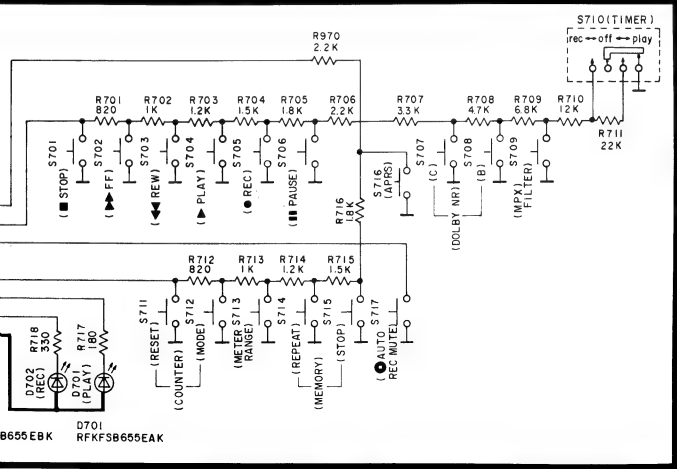 S710(TIMER)
rec ↔ off ↔ play
R970
2.2K
R701 R702 R703 R704 R705 R706 R707 R708 R709 R710
820 1K 1.2K 1.5K 1.8K 2.2K 3.3K 4.7K 6.8K 12K
R711
22K
S701 S702 S703 S704 S705 S706 S707 S708 S709
(■ STOP) (▲▲ FF) (◀◀ REW) (▲ PLAY) (● REC) (▮▮ PAUSE)
S716
(APRS)
(C) (B)
(DOLBY NR)
(MPX)
FILTER)
R716
1.8K
R712 R713 R714 R715
820 1K 1.2K 1.5K
S711 S712 S713 S714 S715 S717
(RESET) (MODE)
(COUNTER)
(METER
RANGE)
(REPEAT) (STOP)
(MEMORY)
(● AUTO
REC MUTE)
R718
330
R717
180
D702
(REC)
D701
(PLAY)
D701
B655EBK RFKFSB655EAK